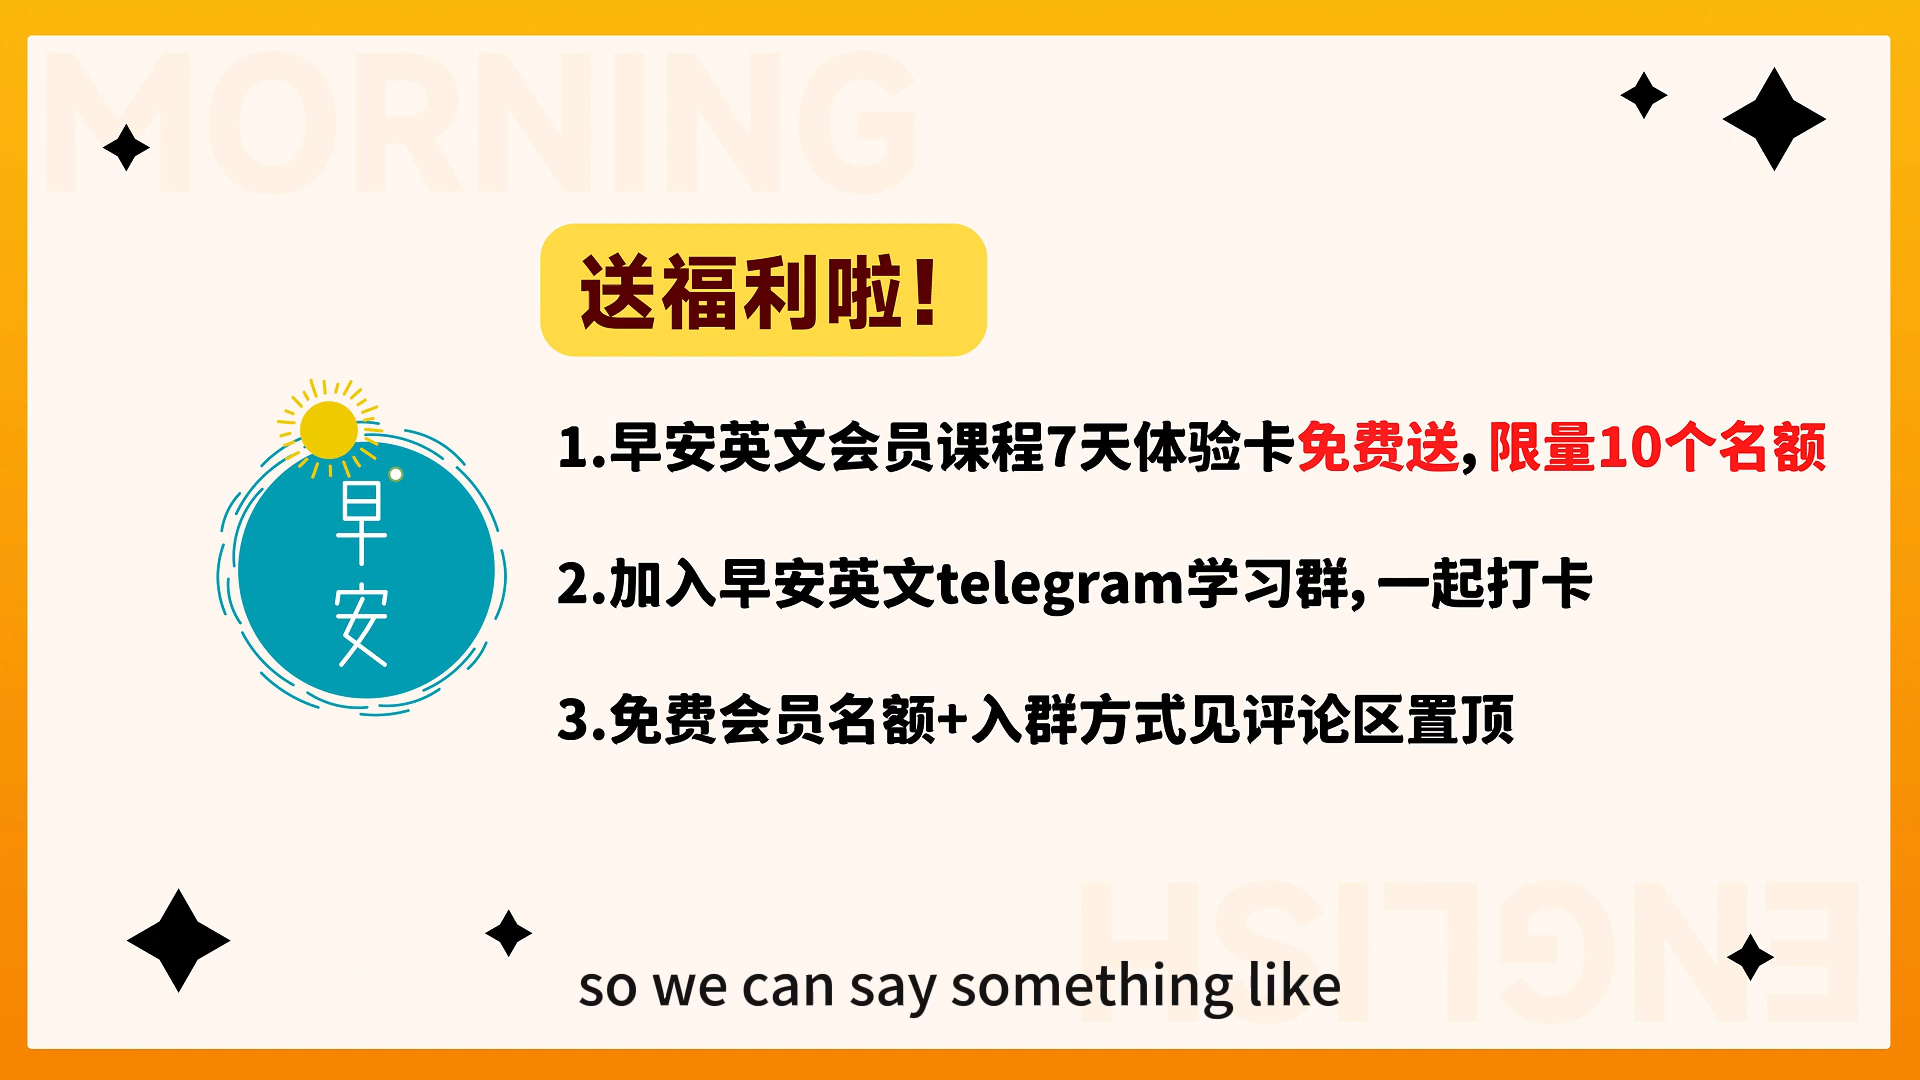 MORNING
送福利啦!
早安
1.早安英文会员课程7天体验卡免费送, 限量10个名额
2.加入早安英文telegram学习群, 一起打卡
3.免费会员名额+入群方式见评论区置顶
ENGLISH
so we can say something like